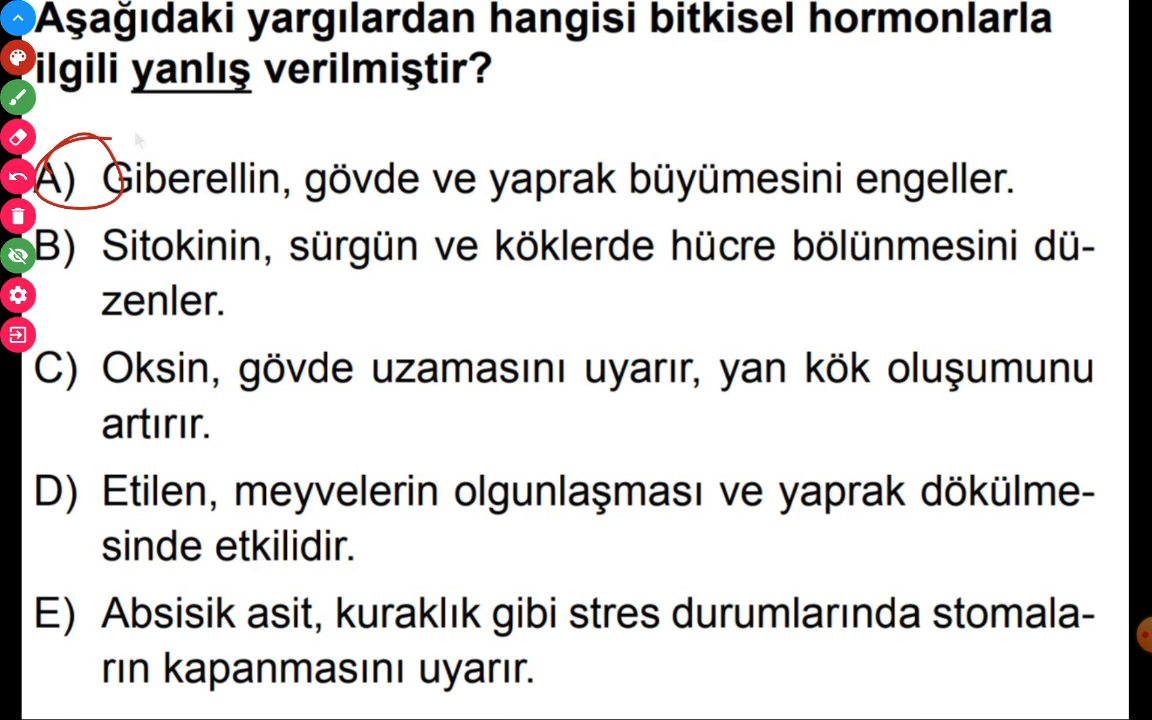 Aşağıdaki yargılardan hangisi bitkisel hormonlarla
ilgili yanlış verilmiştir?
A) Giberellin, gövde ve yaprak büyümesini engeller.
B) Sitokinin, sürgün ve köklerde hücre bölünmesini dü-
zenler.
C) Oksin, gövde uzamasını uyarır, yan kök oluşumunu
artırır.
D) Etilen, meyvelerin olgunlaşması ve yaprak dökülme-
sinde etkilidir.
E) Absisik asit, kuraklık gibi stres durumlarında stomala-
rın kapanmasını uyarır.